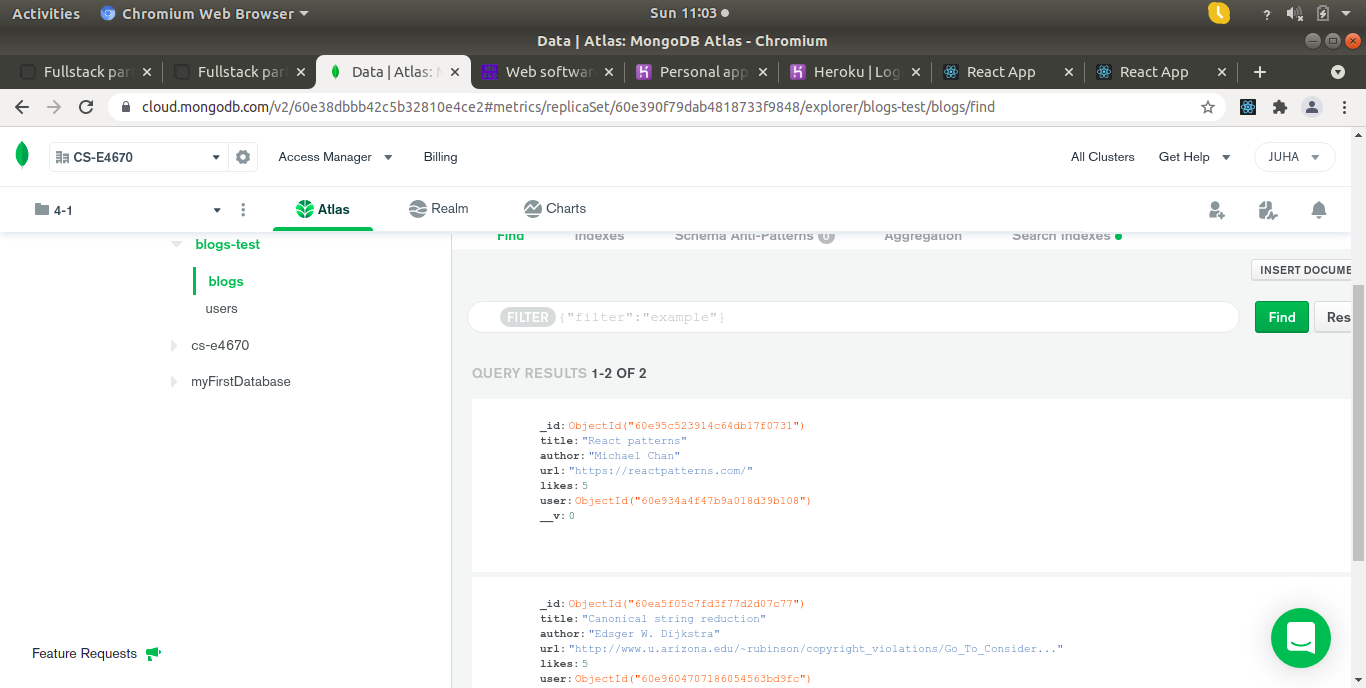 Activities Chromium Web Browser Sun 11:03
Data | Atlas: MongoDB Atlas - Chromium
Fullstack par Fullstack par Data | Atlas: M Web softwar Personal app Heroku | Log React App React App
cloud.mongodb.com/v2/60e38dbbb42c5b32810e4ce2#metrics/replicaSet/60e390f79dab4818733f9848/explorer/blogs-test/blogs/find
CS-E4670 Access Manager Billing All Clusters Get Help JUHA
4-1 Atlas Realm Charts
Find Indexes Schema Anti-Patterns 0 Aggregation Search Indexes
blogs-test
blogs
users
cs-e4670
myFirstDatabase
Feature Requests
INSERT DOCUME
FILTER {"filter":"example"} Find Res
QUERY RESULTS 1-2 OF 2
_id: ObjectId("60e95c523914c64db17f0731")
title: "React patterns"
author: "Michael Chan"
url: "https://reactpatterns.com/"
likes: 5
user: ObjectId("60e934a4f47b9a018d39b108")
__v: 0
_id: ObjectId("60ea5f05c7fd3f77d2d07c77")
title: "Canonical string reduction"
author: "Edsger W. Dijkstra"
url: "http://www.u.arizona.edu/~rubinson/copyright_violations/Go_To_Consider..."
likes: 5
user: ObjectId("60e9604707186054563bd9fc")